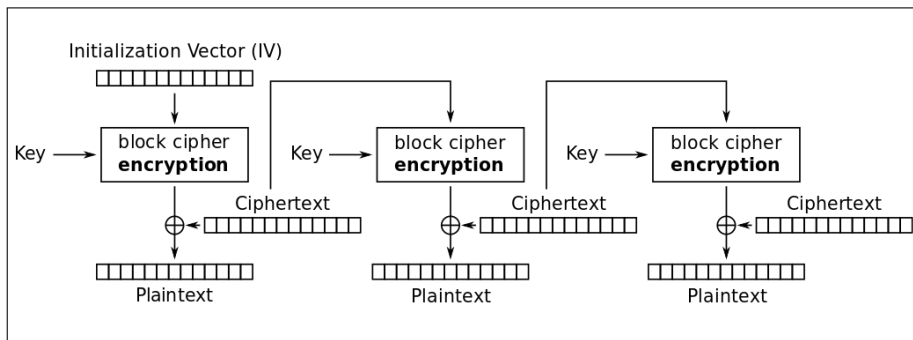 Initialization Vector (IV)
Key
block cipher
encryption
Ciphertext
Plaintext
Key
block cipher
encryption
Ciphertext
Plaintext
Key
block cipher
encryption
Ciphertext
Plaintext